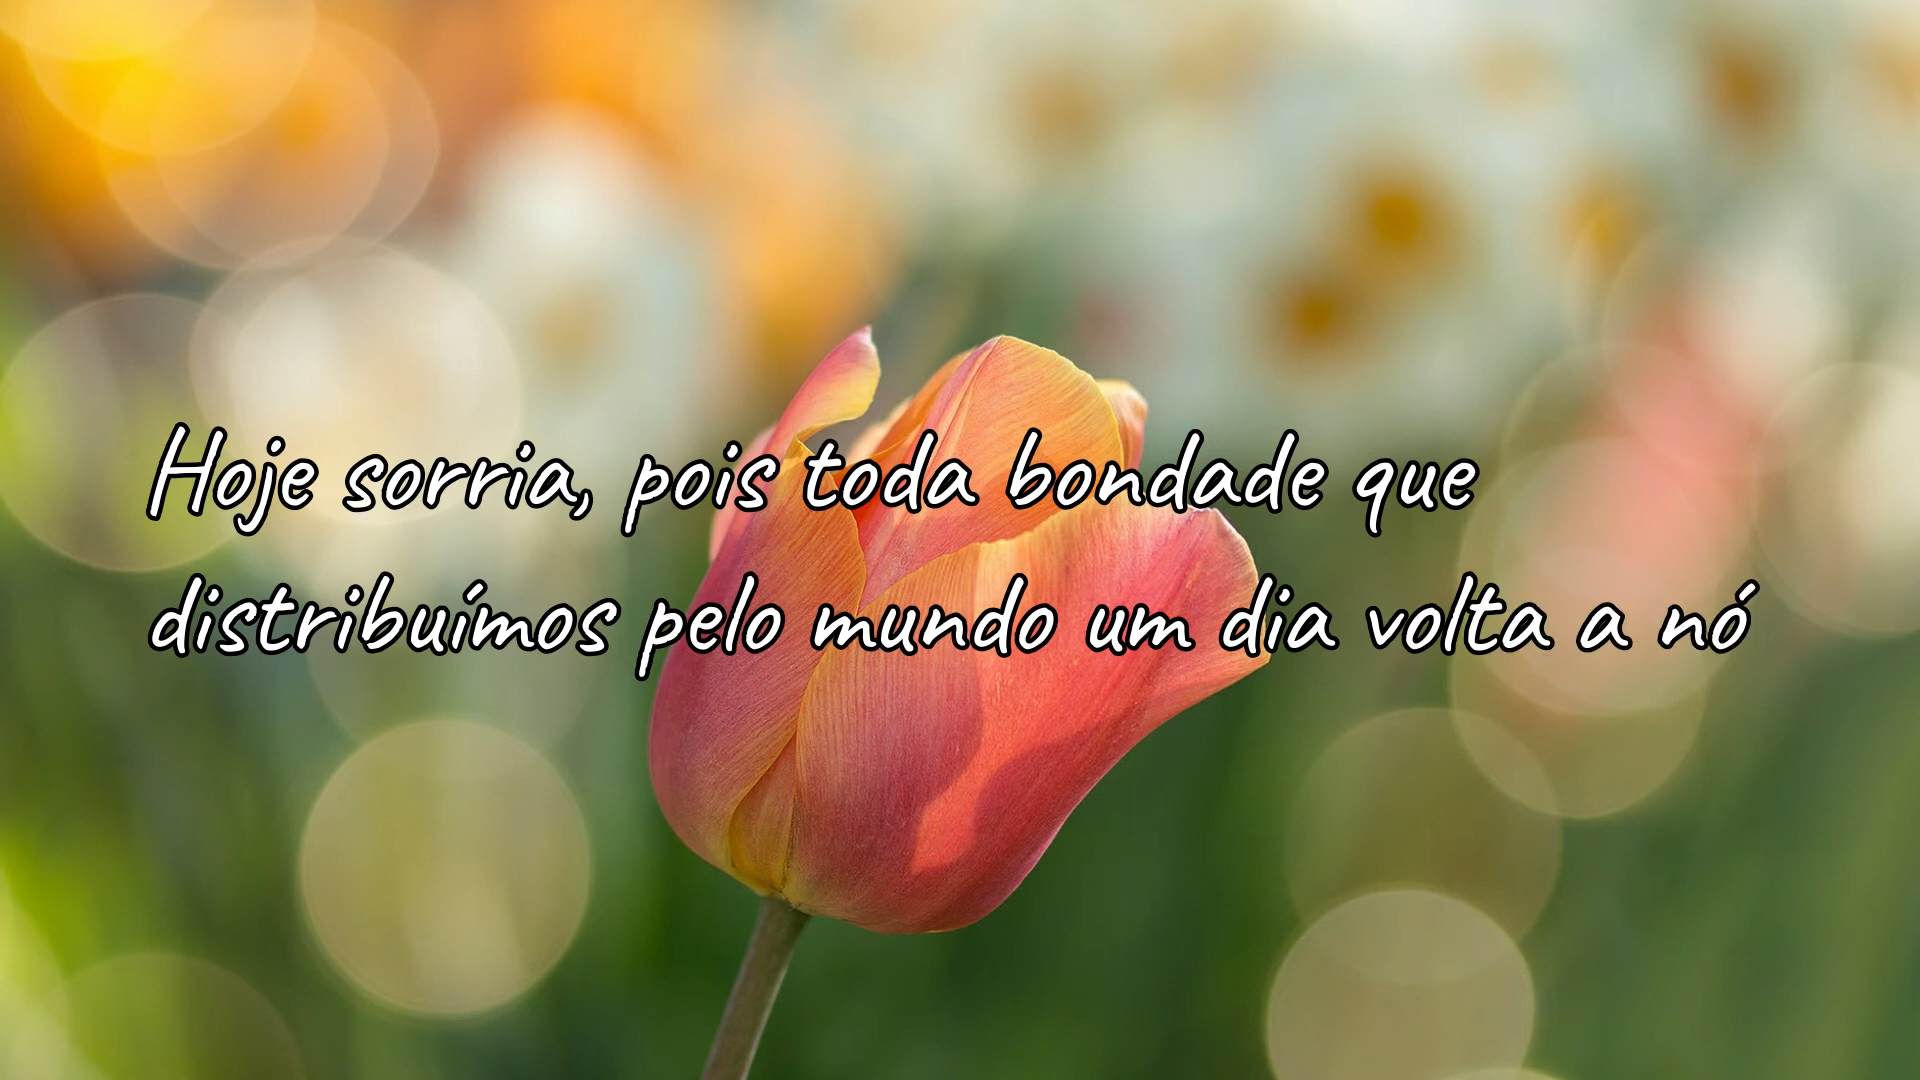 Hoje sorria, pois toda bondade que
distribuímos pelo mundo um dia volta a nó